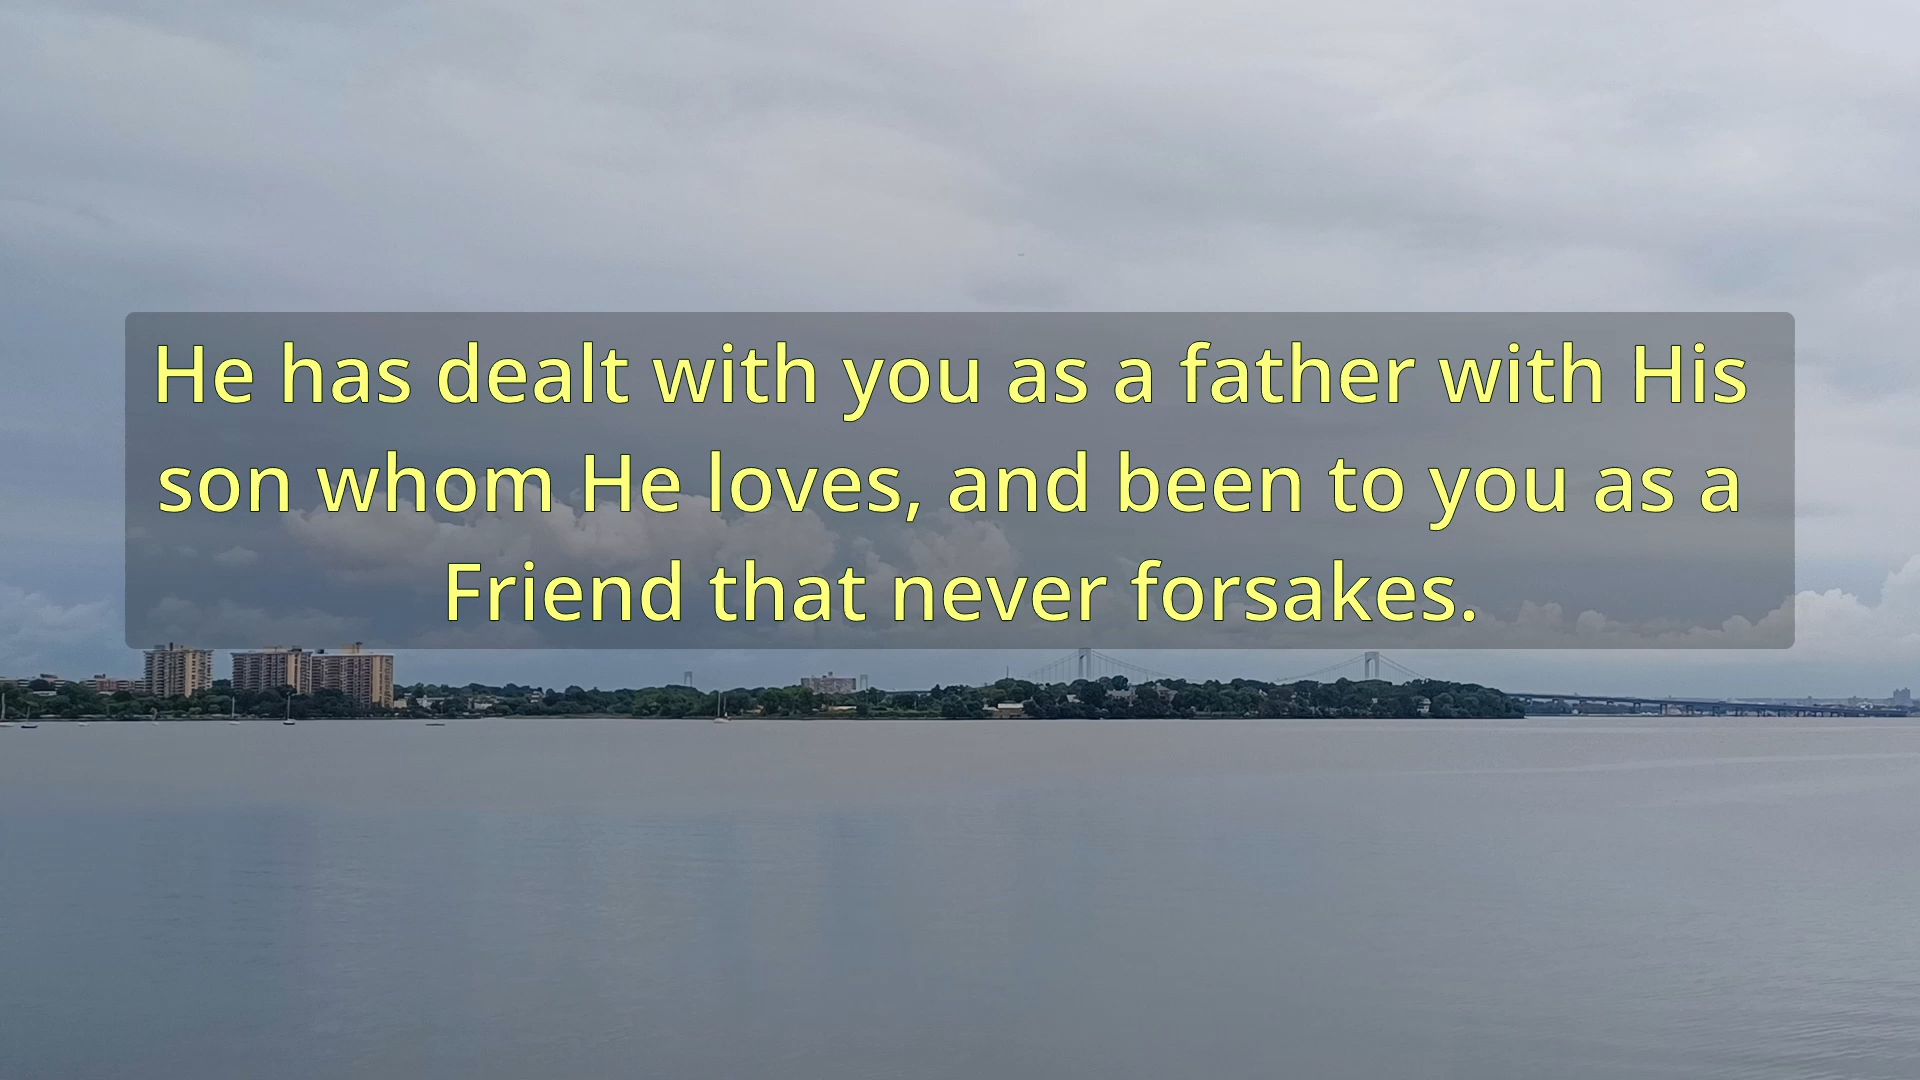 He has dealt with you as a father with His
son whom He loves, and been to you as a
Friend that never forsakes.